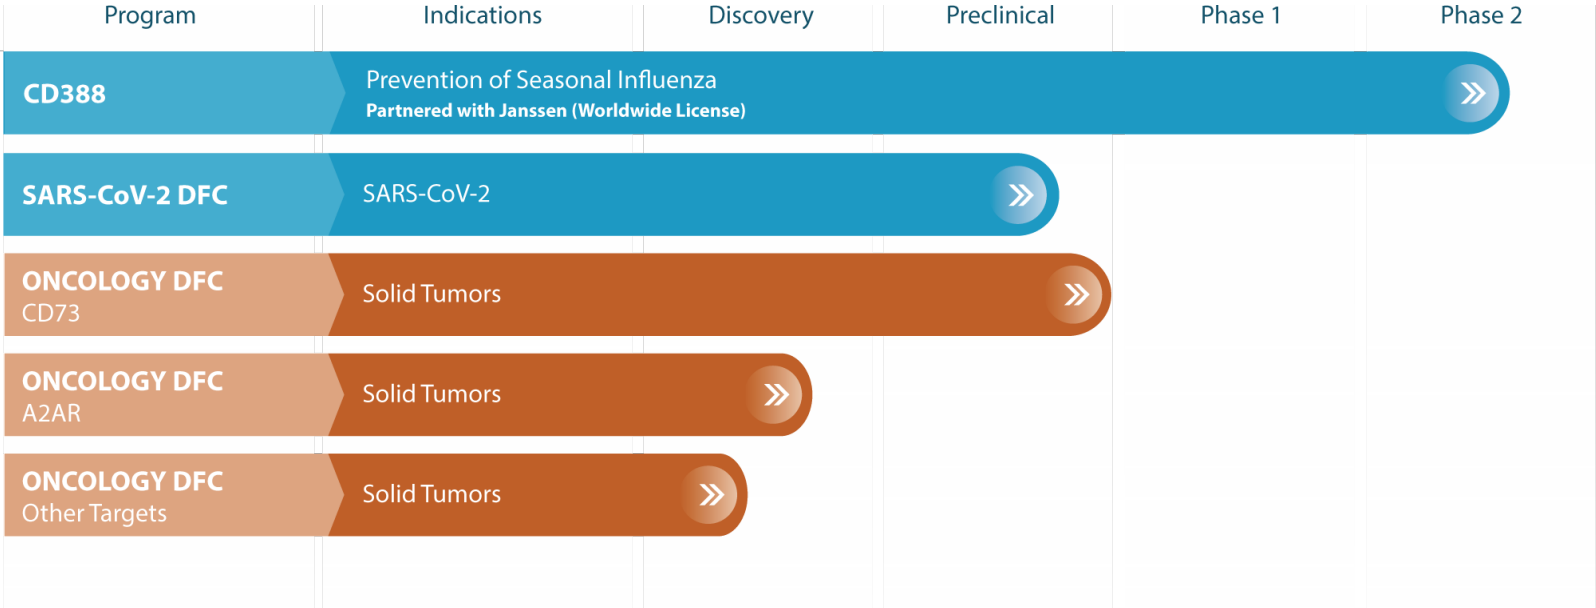 Program Indications Discovery Preclinical Phase 1 Phase 2
CD388
Prevention of Seasonal Influenza
Partnered with Janssen (Worldwide License)
SARS-CoV-2 DFC
SARS-CoV-2
ONCOLOGY DFC
CD73
Solid Tumors
ONCOLOGY DFC
A2AR
Solid Tumors
ONCOLOGY DFC
Other Targets
Solid Tumors